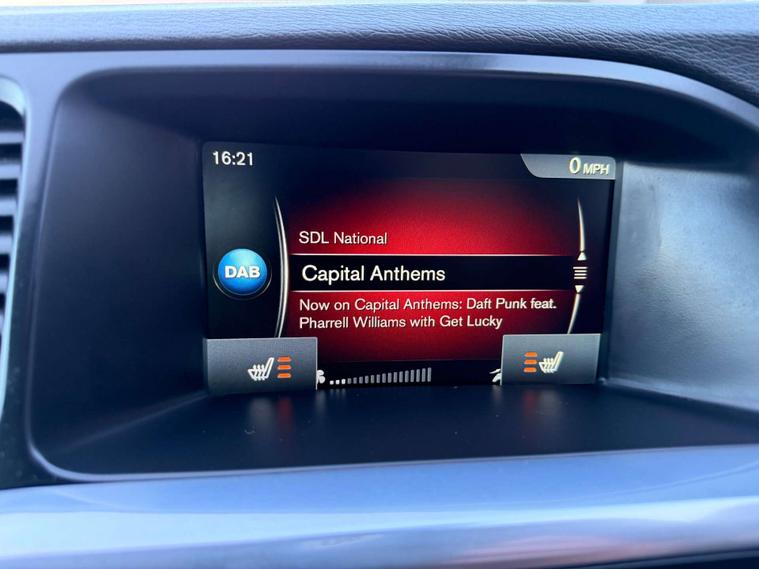 16:21
0 MPH
SDL National
DAB
Capital Anthems
Now on Capital Anthems: Daft Punk feat.
Pharrell Williams with Get Lucky